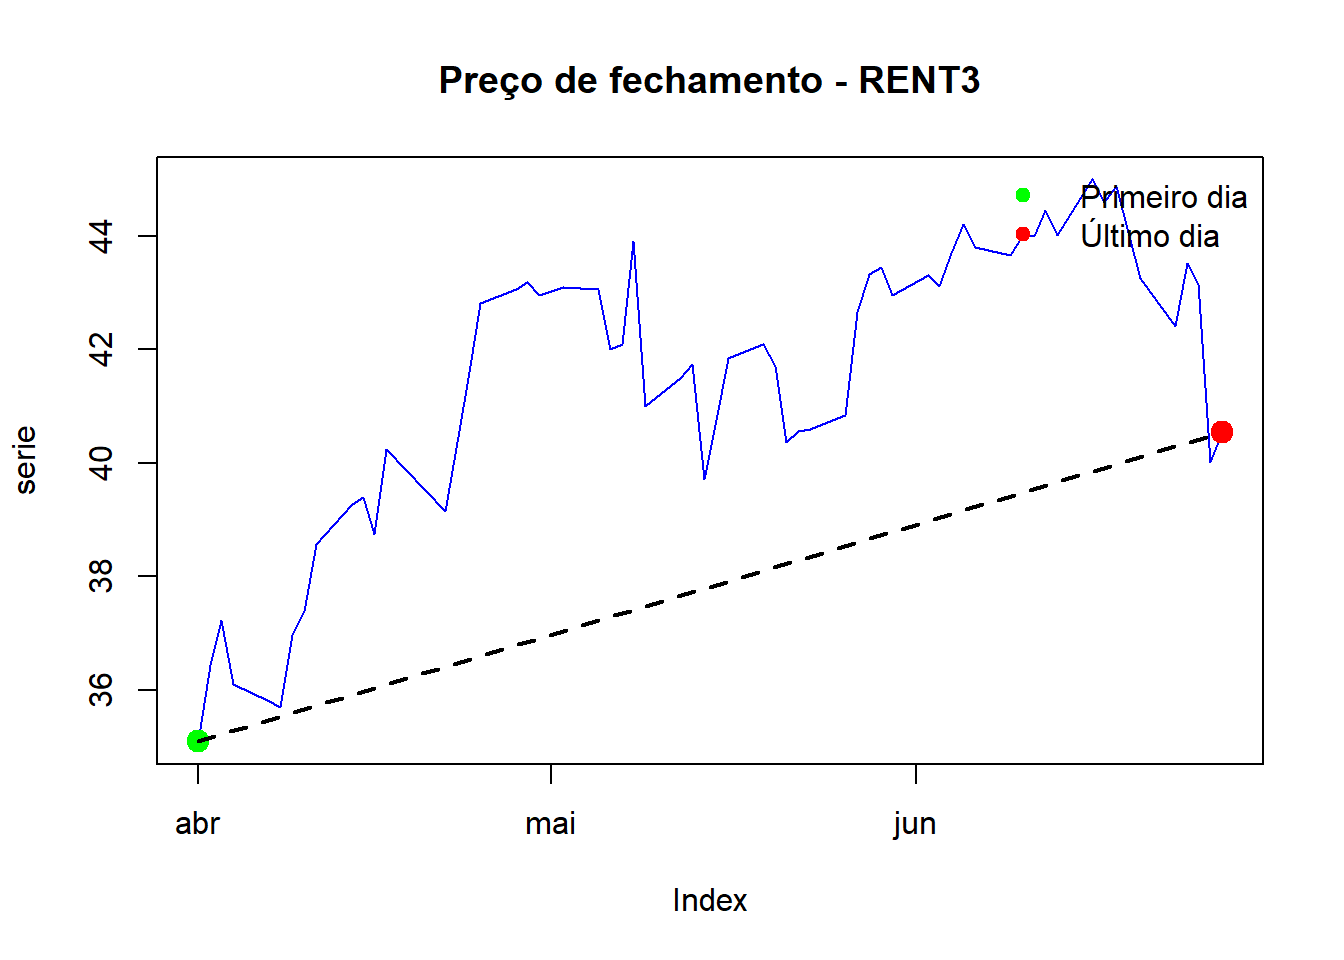 Preço de fechamento - RENT3
Primeiro dia
Último dia
44
42
40
38
36
serie
abr mai jun
Index